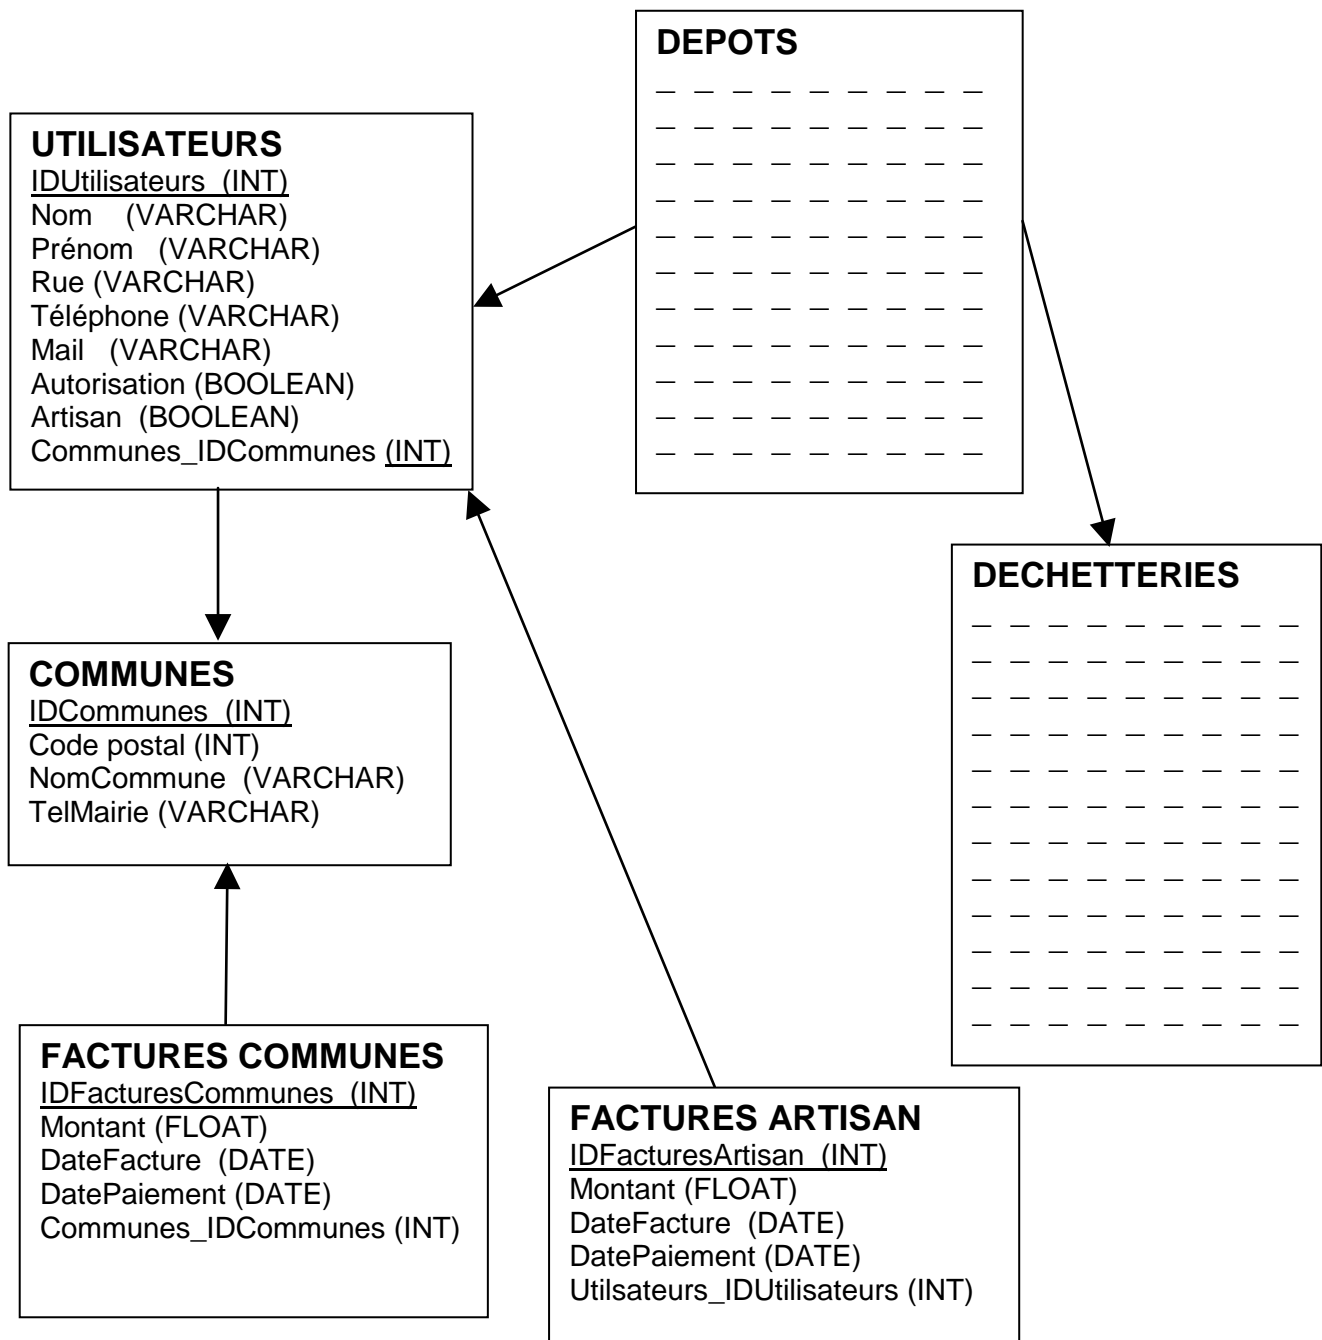 DEPOTS
_ _ _ _ _ _ _ _ _
_ _ _ _ _ _ _ _ _
_ _ _ _ _ _ _ _ _
_ _ _ _ _ _ _ _ _
_ _ _ _ _ _ _ _ _
_ _ _ _ _ _ _ _ _
_ _ _ _ _ _ _ _ _
_ _ _ _ _ _ _ _ _
_ _ _ _ _ _ _ _ _
_ _ _ _ _ _ _ _ _
_ _ _ _ _ _ _ _ _
UTILISATEURS
IDUtilisateurs (INT)
Nom (VARCHAR)
Prénom (VARCHAR)
Rue (VARCHAR)
Téléphone (VARCHAR)
Mail (VARCHAR)
Autorisation (BOOLEAN)
Artisan (BOOLEAN)
Communes_IDCommunes (INT)
DECHETTERIES
_ _ _ _ _ _ _ _ _
_ _ _ _ _ _ _ _ _
_ _ _ _ _ _ _ _ _
_ _ _ _ _ _ _ _ _
_ _ _ _ _ _ _ _ _
_ _ _ _ _ _ _ _ _
_ _ _ _ _ _ _ _ _
_ _ _ _ _ _ _ _ _
_ _ _ _ _ _ _ _ _
_ _ _ _ _ _ _ _ _
_ _ _ _ _ _ _ _ _
_ _ _ _ _ _ _ _ _
COMMUNES
IDCommunes (INT)
Code postal (INT)
NomCommune (VARCHAR)
TelMairie (VARCHAR)
FACTURES COMMUNES
IDFacturesCommunes (INT)
Montant (FLOAT)
DateFacture (DATE)
DatePaiement (DATE)
Communes_IDCommunes (INT)
FACTURES ARTISAN
IDFacturesArtisan (INT)
Montant (FLOAT)
DateFacture (DATE)
DatePaiement (DATE)
Utilsateurs_IDUtilisateurs (INT)